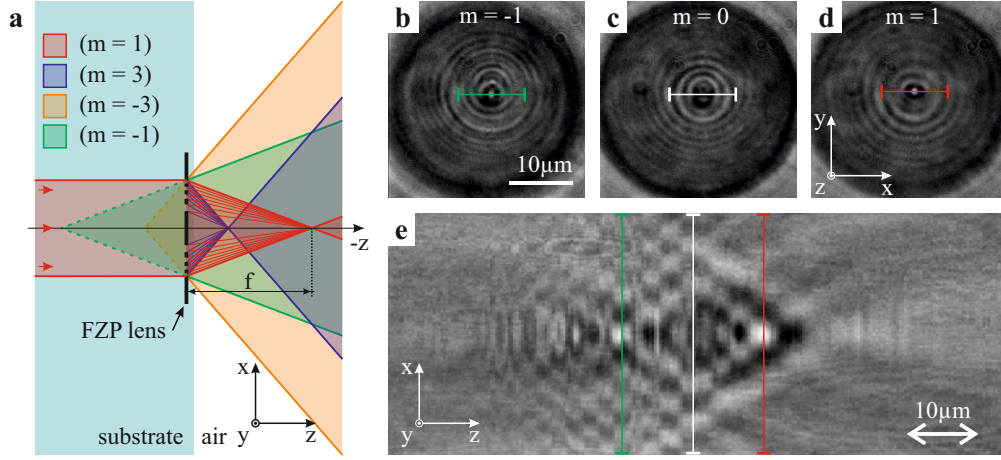 a
(m = 1)
(m = 3)
(m = -3)
(m = -1)
-z
f
FZP lens
x
y
z
substrate
air
b
m = -1
10µm
c
m = 0
d
m = 1
y
z
x
e
x
y
z
10µm